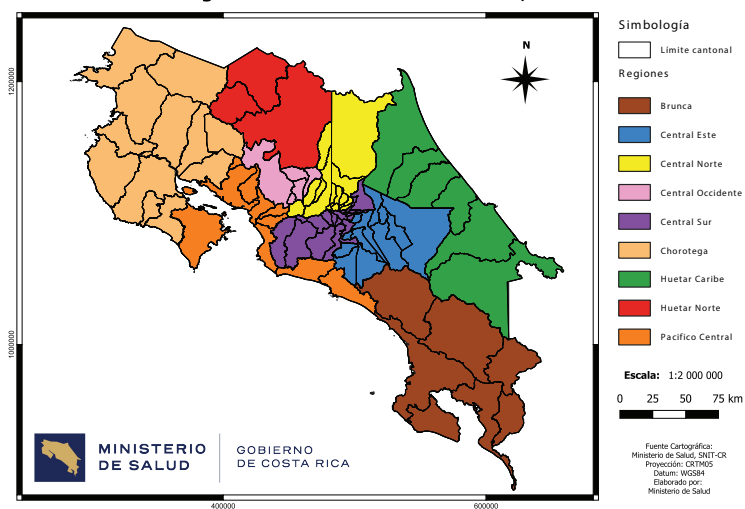 Simbología
Límite cantonal
Regiones
Brunca
Central Este
Central Norte
Central Occidente
Central Sur
Chorotega
Huetar Caribe
Huetar Norte
Pacifico Central
Escala: 1:2 000 000
0 25 50 75 km
Fuente Cartográfica:
Ministerio de Salud, SNIT-CR
Proyección: CRTM05
Datum: WGS84
Elaborado por:
Ministerio de Salud
N
1200000
1000000
MINISTERIO
DE SALUD
GOBIERNO
DE COSTA RICA
400000
600000